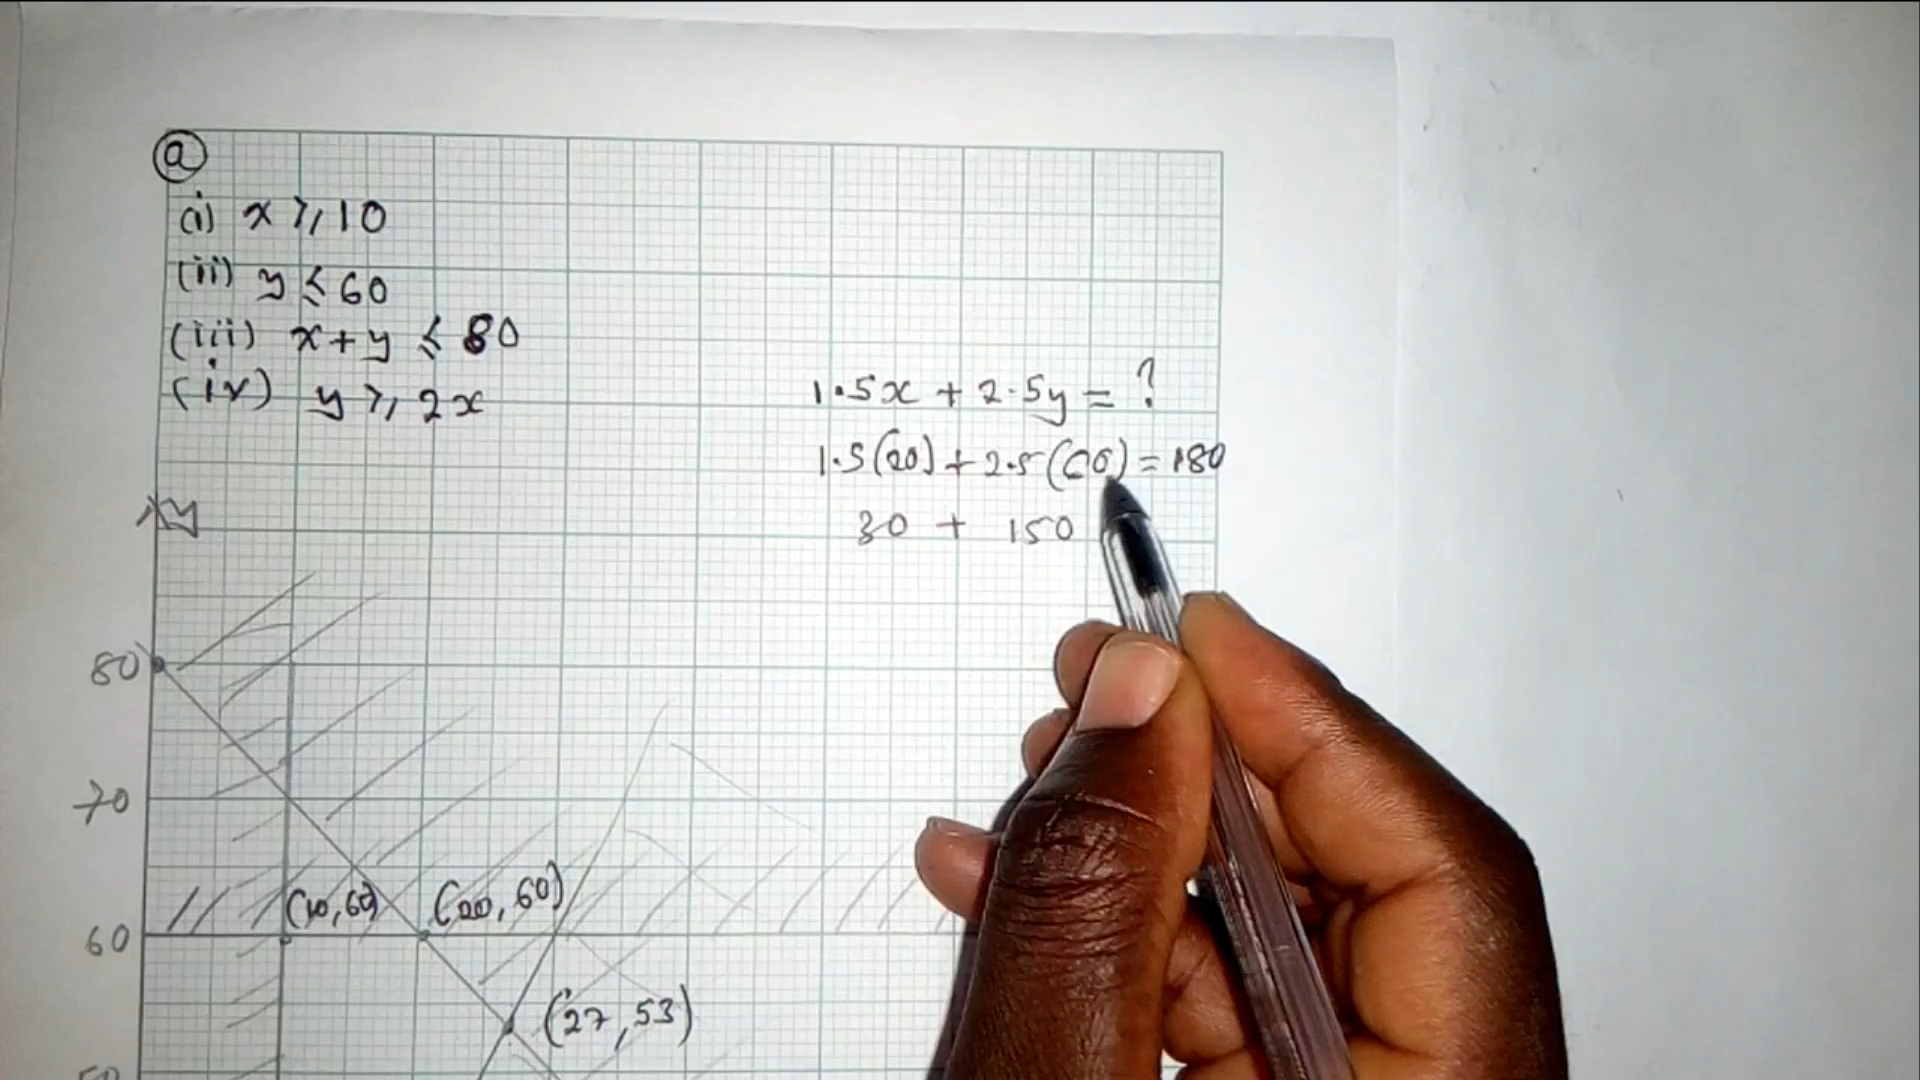 a
(i) x ≥ 10
(ii) y ≤ 60
(iii) x + y ≤ 80
(iv) y ≥ 2x
1.5x + 2.5y = ?
1.5(20) + 2.5(60) = 180
30 + 150
y
80
70
(10,60)
(20,60)
60
(27,53)
50